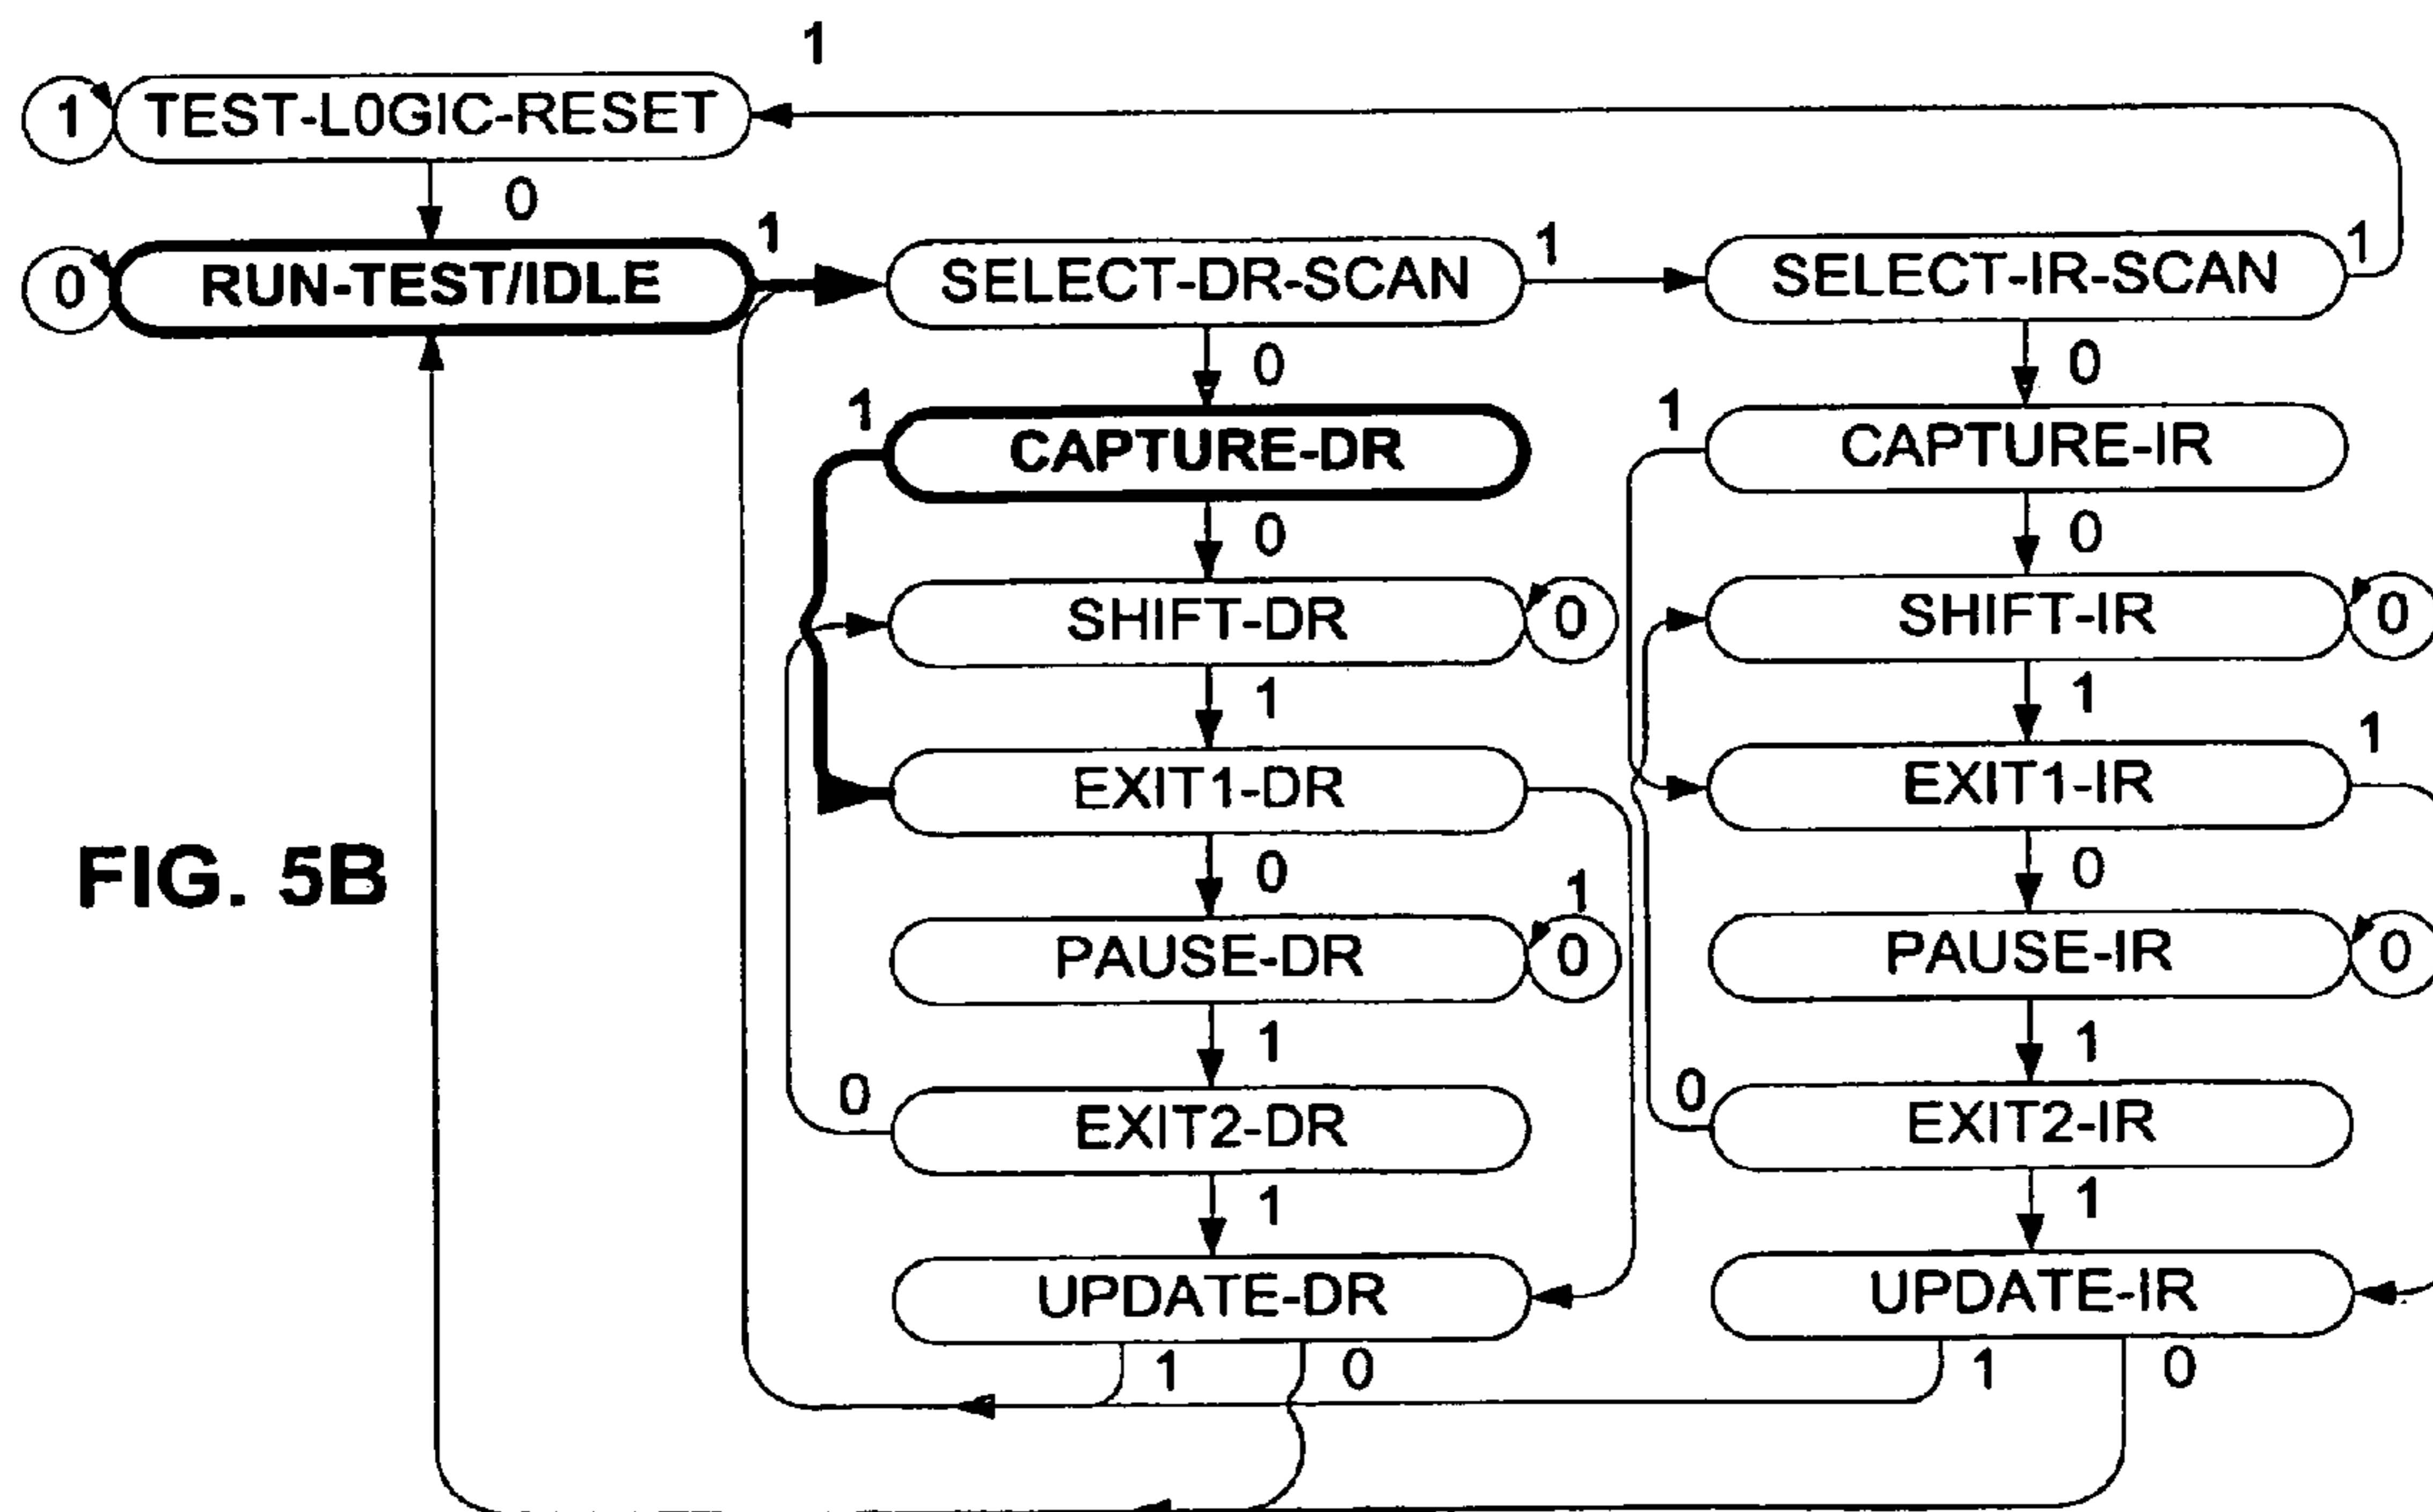 1
1 TEST-L0GIC-RESET
0
0 RUN-TEST/IDLE 1 SELECT-DR-SCAN 1 SELECT-IR-SCAN 1
0 0
1 CAPTURE-DR 1 CAPTURE-IR
0 0
SHIFT-DR 0 SHIFT-IR 0
1 1
EXIT1-DR EXIT1-IR 1
FIG. 5B
0 1 0
PAUSE-DR 0 PAUSE-IR 0
1 1
0 EXIT2-DR 0 EXIT2-IR
1 1
UPDATE-DR UPDATE-IR
1 0 1 0